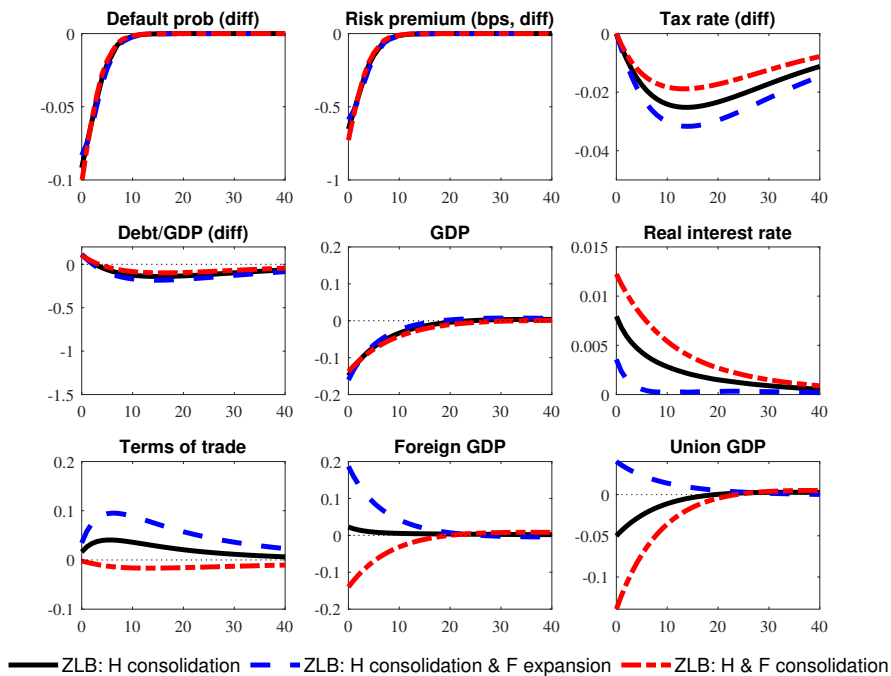 Default prob (diff)
Risk premium (bps, diff)
Tax rate (diff)
0
-0.05
-0.1
0 10 20 30 40
0
-0.5
-1
0 10 20 30 40
0
-0.02
-0.04
0 10 20 30 40
Debt/GDP (diff)
GDP
Real interest rate
0
-0.5
-1
-1.5
0 10 20 30 40
0.2
0.1
0
-0.1
-0.2
0 10 20 30 40
0.015
0.01
0.005
0
0 10 20 30 40
Terms of trade
Foreign GDP
Union GDP
0.2
0.1
0
-0.1
0 10 20 30 40
0.2
0.1
0
-0.1
-0.2
0 10 20 30 40
0
-0.05
-0.1
0 10 20 30 40
ZLB: H consolidation
ZLB: H consolidation & F expansion
ZLB: H & F consolidation